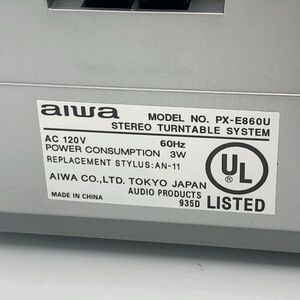 aiwa
MODEL NO. PX-E860U
STEREO TURNTABLE SYSTEM
AC 120V 60Hz
POWER CONSUMPTION 3W
REPLACEMENT STYLUS:AN-11
AIWA CO.,LTD. TOKYO JAPAN
MADE IN CHINA AUDIO PRODUCTS
935D
UL
LISTED